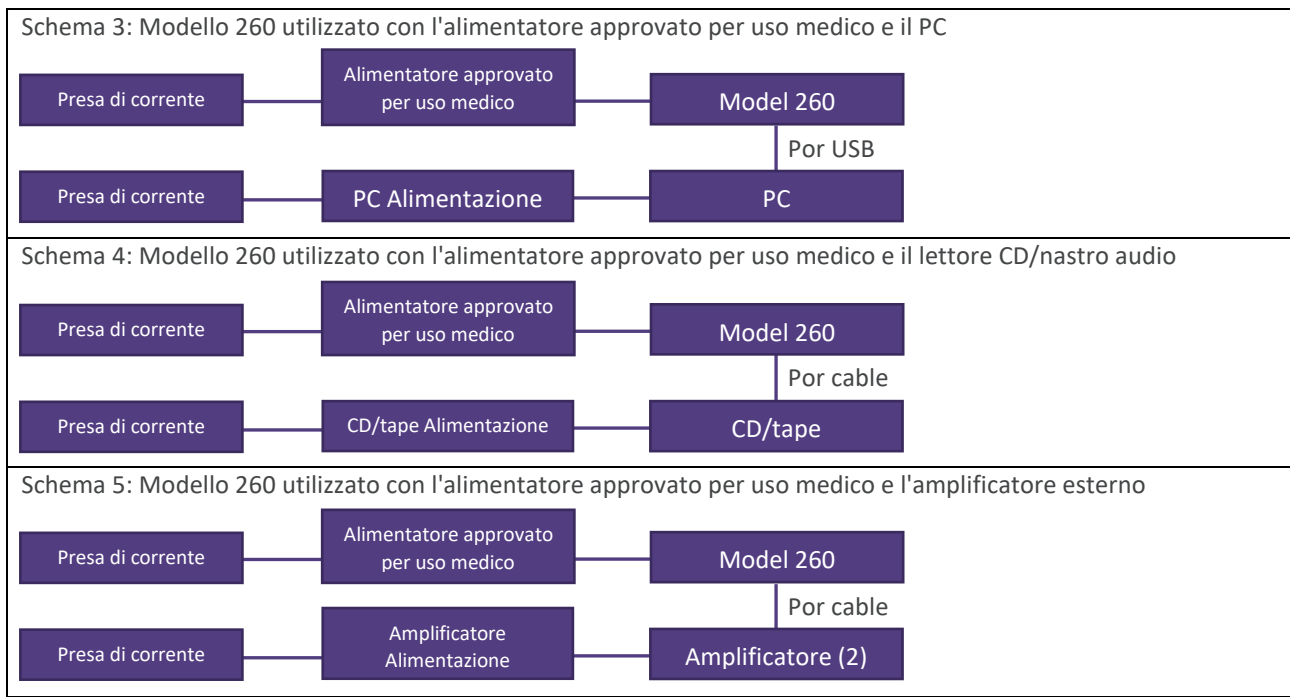 Schema 3: Modello 260 utilizzato con l'alimentatore approvato per uso medico e il PC
Presa di corrente
Alimentatore approvato
per uso medico
Model 260
Por USB
Presa di corrente
PC Alimentazione
PC
Schema 4: Modello 260 utilizzato con l'alimentatore approvato per uso medico e il lettore CD/nastro audio
Presa di corrente
Alimentatore approvato
per uso medico
Model 260
Por cable
Presa di corrente
CD/tape Alimentazione
CD/tape
Schema 5: Modello 260 utilizzato con l'alimentatore approvato per uso medico e l'amplificatore esterno
Presa di corrente
Alimentatore approvato
per uso medico
Model 260
Por cable
Presa di corrente
Amplificatore
Alimentazione
Amplificatore (2)